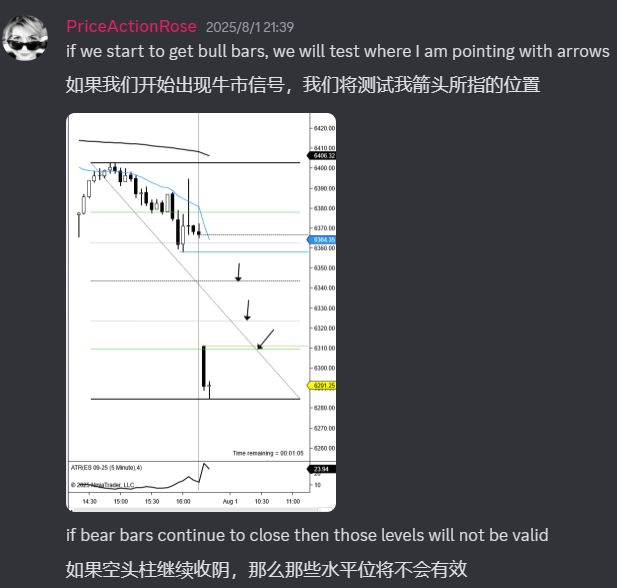 PriceActionRose 2025/8/1 21:39
if we start to get bull bars, we will test where I am pointing with arrows
如果我们开始出现牛市信号，我们将测试我箭头所指的位置
6420.00
6410.00
6406.32
6400.00
6390.00
6380.00
6370.00
6364.35
6360.00
6350.00
6340.00
6330.00
6320.00
6310.00
6300.00
6291.25
6280.00
6270.00
6260.00
Time remaining = 00:01:05
ATR(ES 09-25 (5 Minute),4)
23.94
10
© 2025 NinjaTrader, LLC
14:30 15:00 15:30 16:00 Aug 1 10:30 11:00
if bear bars continue to close then those levels will not be valid
如果空头柱继续收阴，那么那些水平位将不会有效